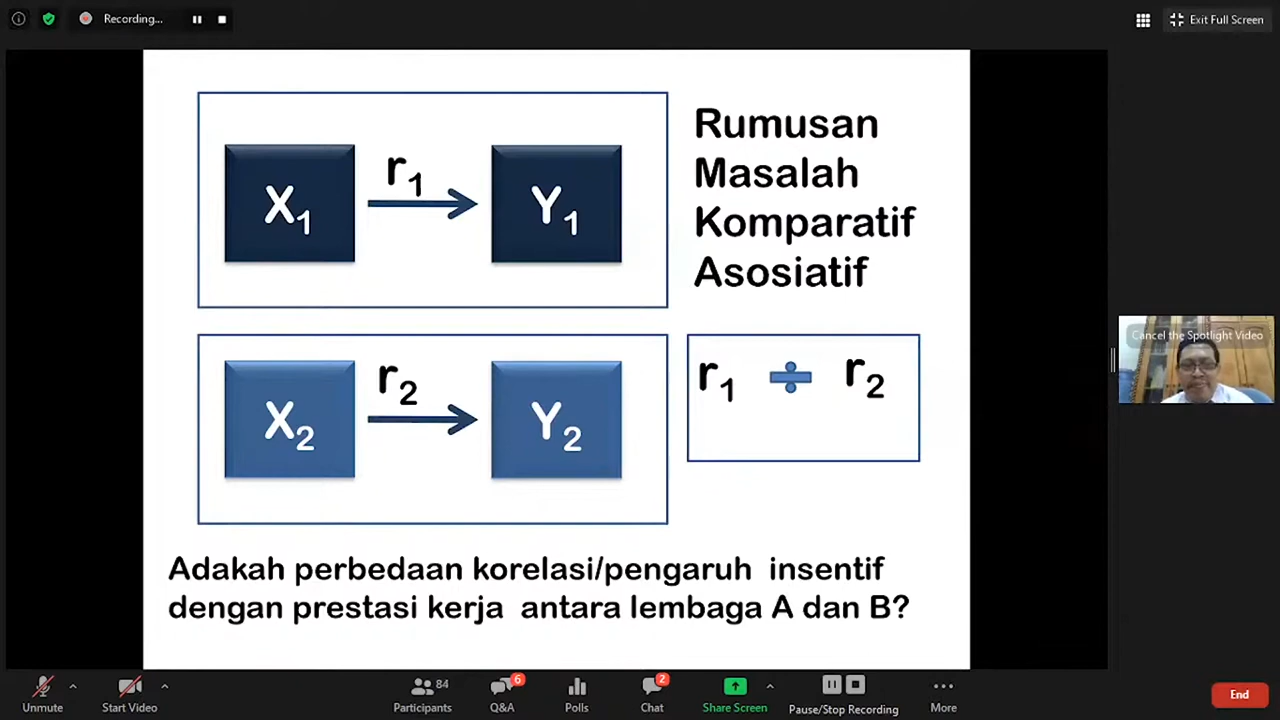 Recording...
Exit Full Screen
X₁
r₁
Y₁
Rumusan
Masalah
Komparatif
Asosiatif
X₂
r₂
Y₂
r₁ ÷ r₂
Cancel the Spotlight Video
Adakah perbedaan korelasi/pengaruh insentif
dengan prestasi kerja antara lembaga A dan B?
Unmute
Start Video
84
Participants
6
Q&A
Polls
2
Chat
Share Screen
Pause/Stop Recording
More
End